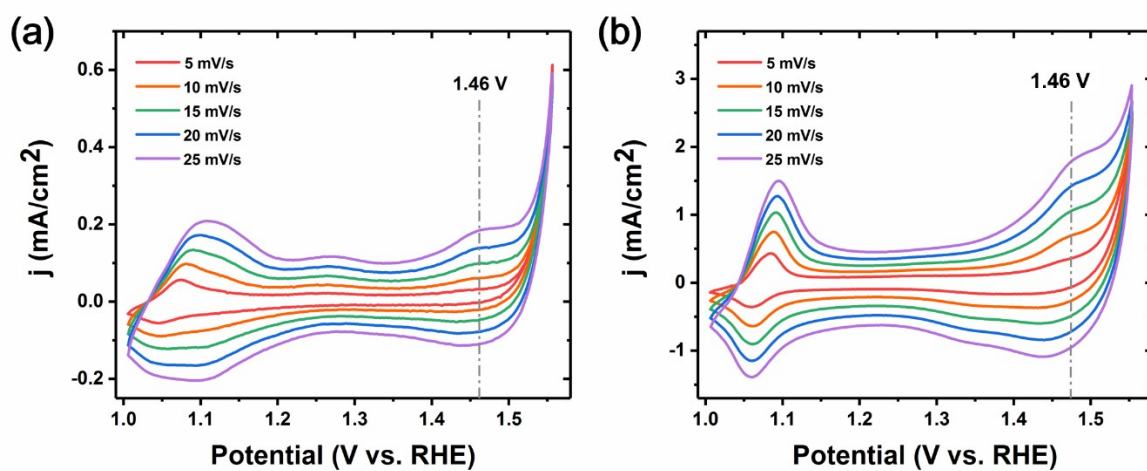 (a)
0.6
0.4
0.2
0.0
-0.2
j (mA/cm²)
5 mV/s
10 mV/s
15 mV/s
20 mV/s
25 mV/s
1.46 V
1.0 1.1 1.2 1.3 1.4 1.5
Potential (V vs. RHE)
(b)
3
2
1
0
-1
j (mA/cm²)
5 mV/s
10 mV/s
15 mV/s
20 mV/s
25 mV/s
1.46 V
1.0 1.1 1.2 1.3 1.4 1.5
Potential (V vs. RHE)